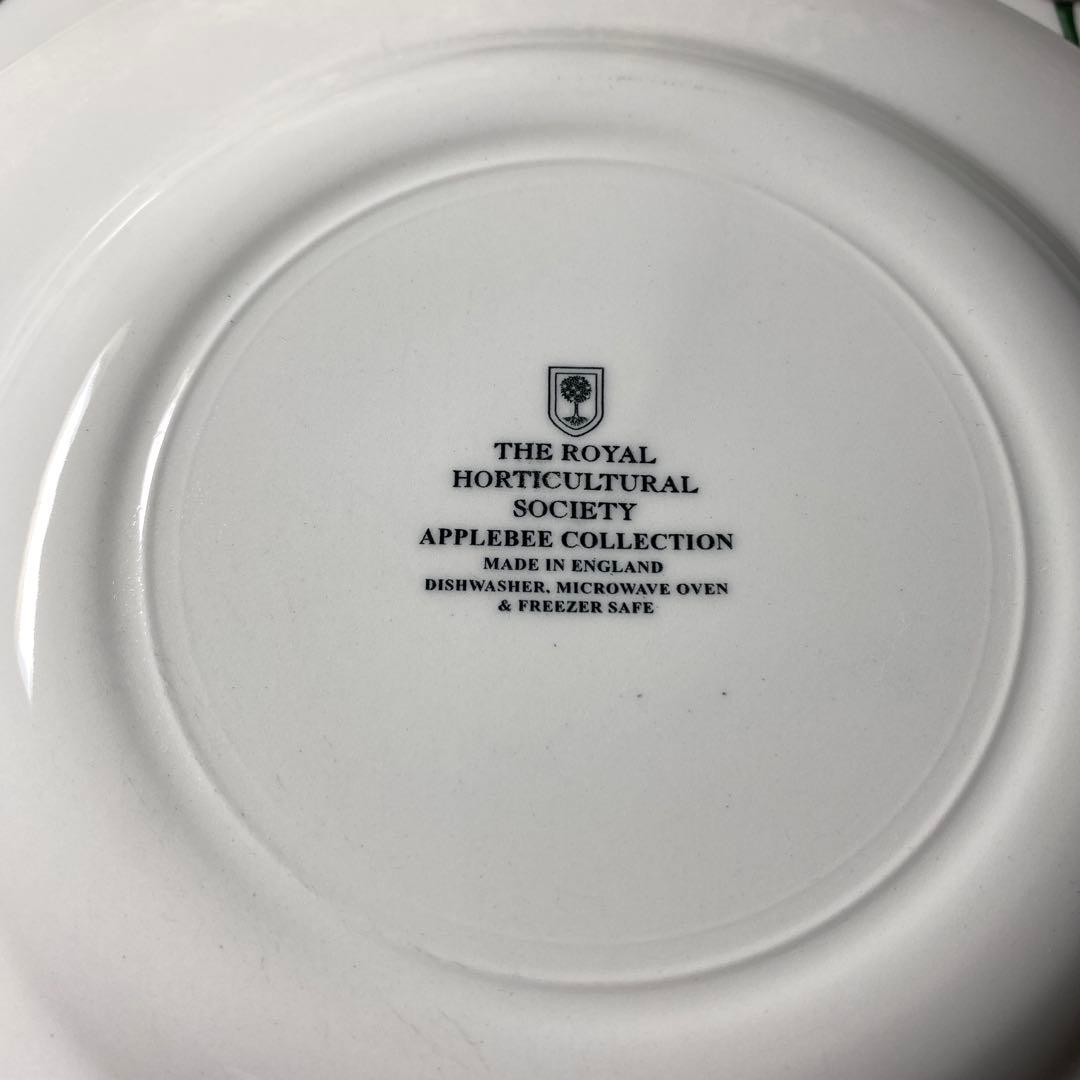 THE ROYAL
HORTICULTURAL
SOCIETY
APPLEBEE COLLECTION
MADE IN ENGLAND
DISHWASHER, MICROWAVE OVEN
& FREEZER SAFE